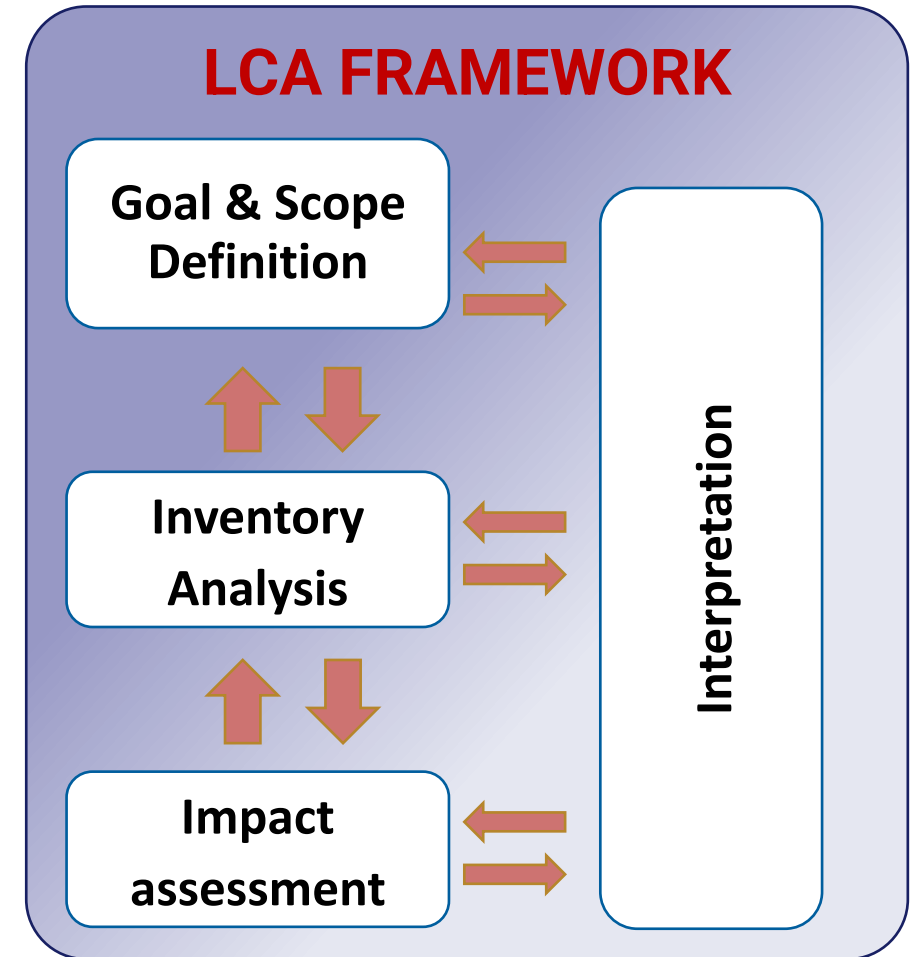 LCA FRAMEWORK
Goal & Scope
Definition
Inventory
Analysis
Impact
assessment
Interpretation